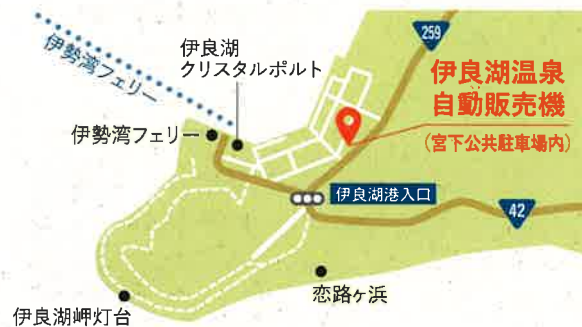 259
伊良湖
クリスタルポルト
伊勢湾フェリー
伊良湖温泉
自動販売機
(宮下公共駐車場内)
伊勢湾フェリー
伊良湖港入口
42
恋路ヶ浜
伊良湖岬灯台